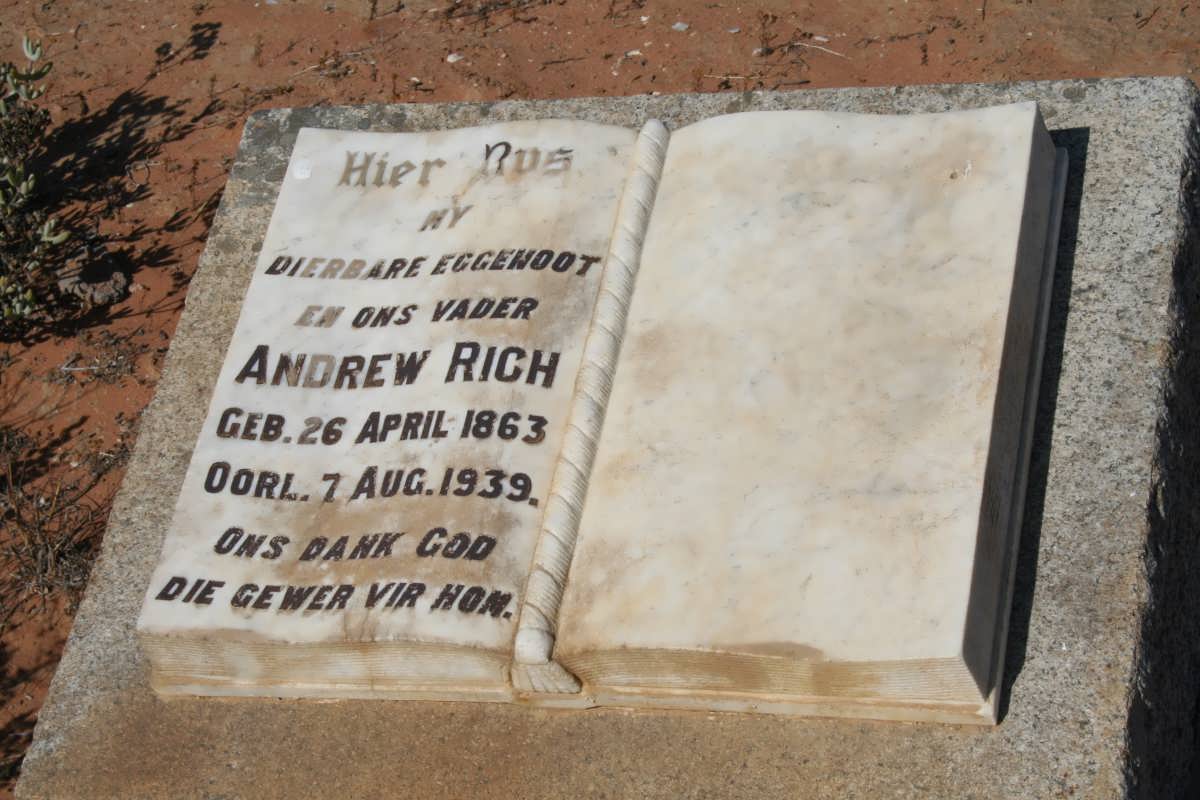 Hier Rus
MY
DIERBARE EGGENOOT
EN ONS VADER
ANDREW RICH
GEB. 26 APRIL 1863
OORL. 7 AUG. 1939.
ONS DANK GOD
DIE GEWER VIR HOM.